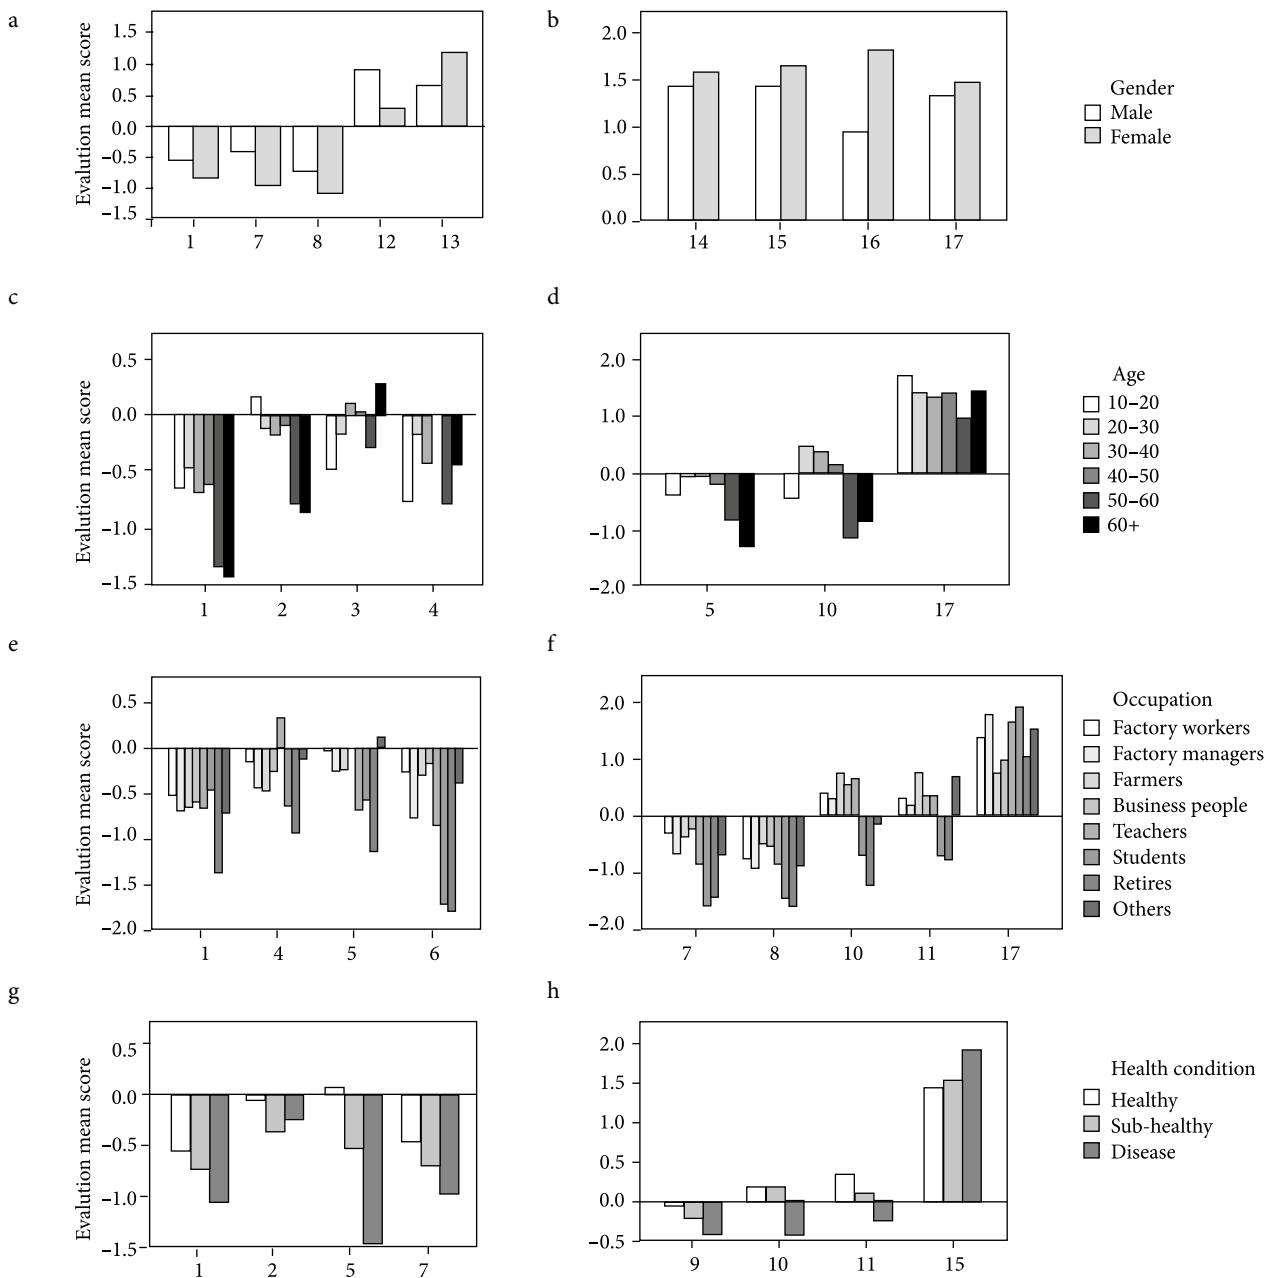 a
Evalution mean score
1.5
1.0
0.5
0.0
−0.5
−1.0
−1.5
1 7 8 12 13
b
2.0
1.5
1.0
0.5
0.0
14 15 16 17
Gender
Male
Female
c
Evalution mean score
0.5
0.0
−0.5
−1.0
−1.5
1 2 3 4
d
2.0
1.0
0.0
−1.0
−2.0
5 10 17
Age
10−20
20−30
30−40
40−50
50−60
60+
e
Evalution mean score
0.5
0.0
−0.5
−1.0
−1.5
−2.0
1 4 5 6
f
2.0
1.0
0.0
−1.0
−2.0
7 8 10 11 17
Occupation
Factory workers
Factory managers
Farmers
Business people
Teachers
Students
Retires
Others
g
Evalution mean score
0.5
0.0
−0.5
−1.0
−1.5
1 2 5 7
h
2.0
1.5
1.0
0.5
0.0
−0.5
9 10 11 15
Health condition
Healthy
Sub-healthy
Disease